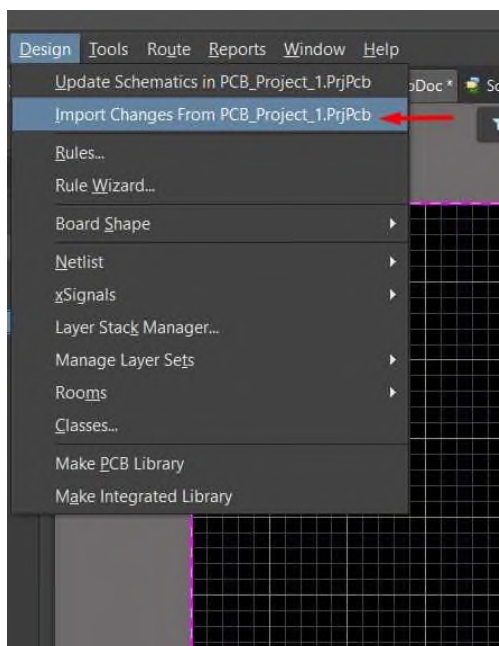 Design Tools Route Reports Window Help
Update Schematics in PCB_Project_1.PrjPcb
Doc *
Import Changes From PCB_Project_1.PrjPcb
Rules...
Rule Wizard...
Board Shape
Netlist
xSignals
Layer Stack Manager...
Manage Layer Sets
Rooms
Classes...
Make PCB Library
Make Integrated Library